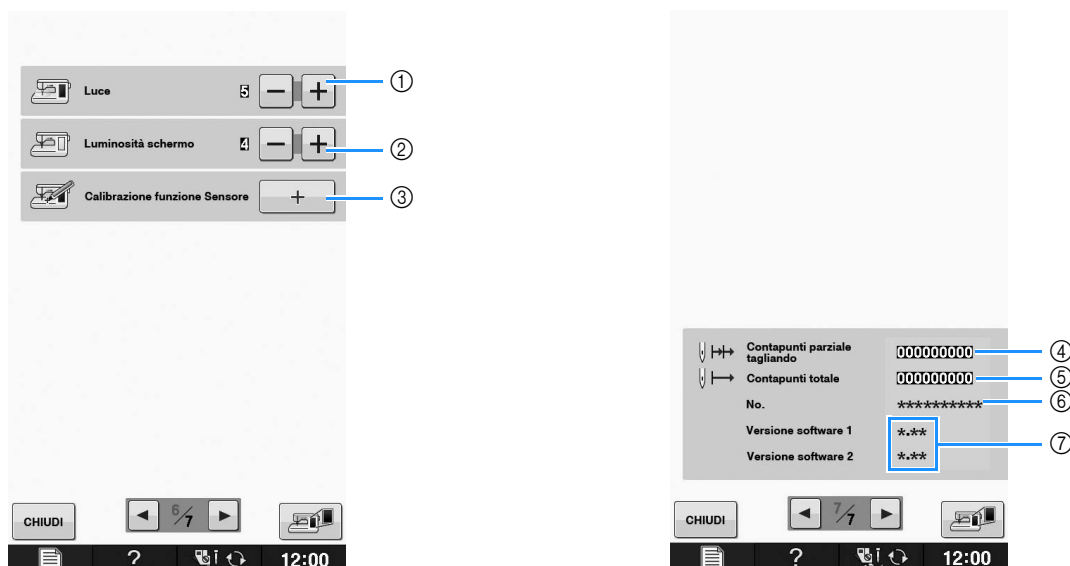 Luce 5 − + ①
Luminosità schermo 4 − + ②
Calibrazione funzione Sensore + ③
CHIUDI 6/7
? 12:00
Contapunti parziale tagliando 000000000 ④
Contapunti totale 000000000 ⑤
No. ********** ⑥
Versione software 1 *.**
Versione software 2 *.** ⑦
CHIUDI 7/7
? 12:00